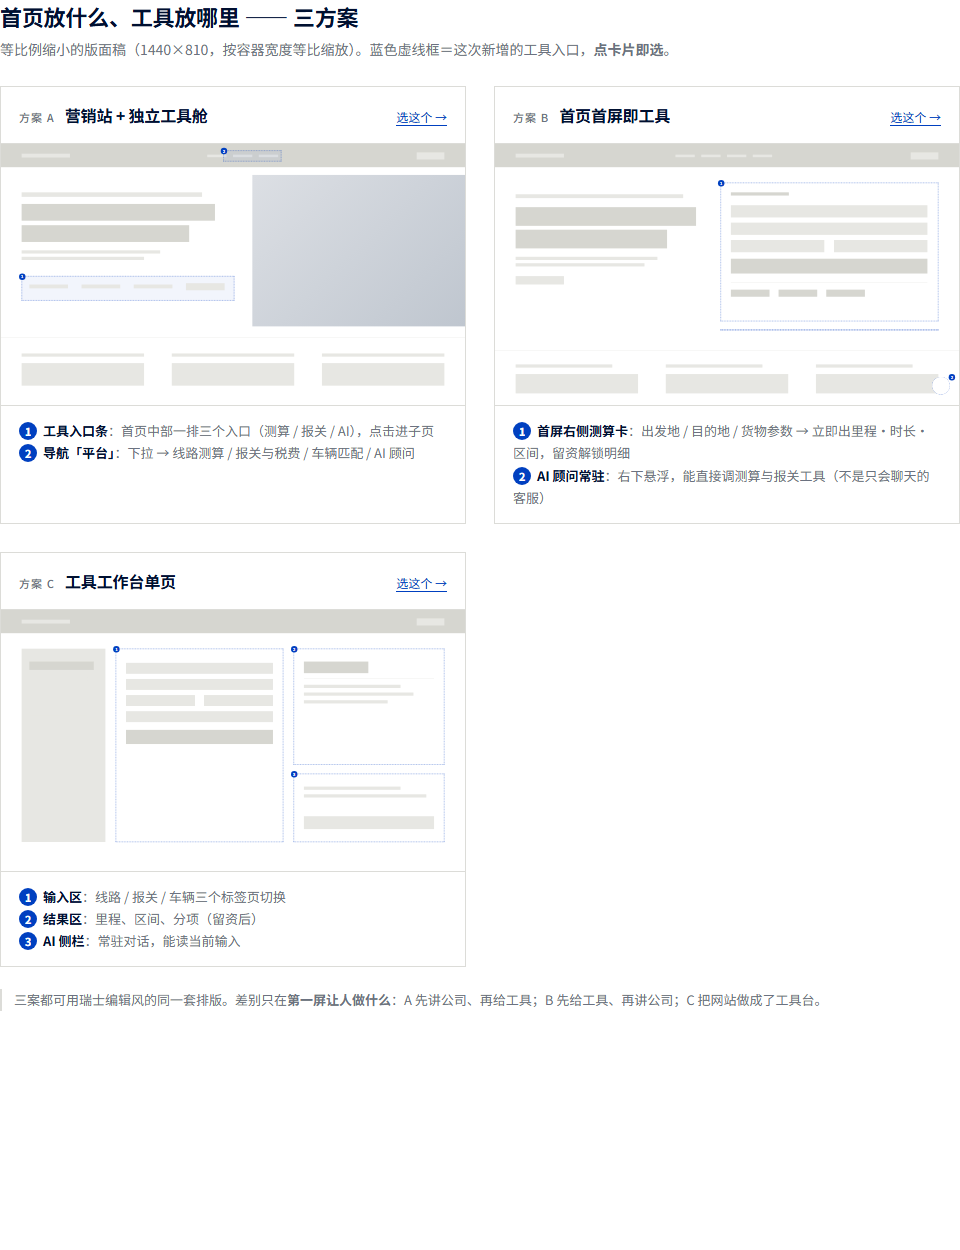 首页放什么、工具放哪里 —— 三方案
等比例缩小的版面稿（1440×810，按容器宽度等比缩放）。蓝色虚线框＝这次新增的工具入口，点卡片即选。
方案 A 营销站 + 独立工具舱 选这个 →
2
1
1 工具入口条：首页中部一排三个入口（测算 / 报关 / AI），点击进子页
2 导航「平台」：下拉 → 线路测算 / 报关与税费 / 车辆匹配 / AI 顾问
方案 B 首页首屏即工具 选这个 →
1
2
1 首屏右侧测算卡：出发地 / 目的地 / 货物参数 → 立即出里程・时长・
区间，留资解锁明细
2 AI 顾问常驻：右下悬浮，能直接调测算与报关工具（不是只会聊天的
客服）
方案 C 工具工作台单页 选这个 →
1
2
3
1 输入区：线路 / 报关 / 车辆三个标签页切换
2 结果区：里程、区间、分项（留资后）
3 AI 侧栏：常驻对话，能读当前输入
三案都可用瑞士编辑风的同一套排版。差别只在第一屏让人做什么：A 先讲公司、再给工具；B 先给工具、再讲公司；C 把网站做成了工具台。